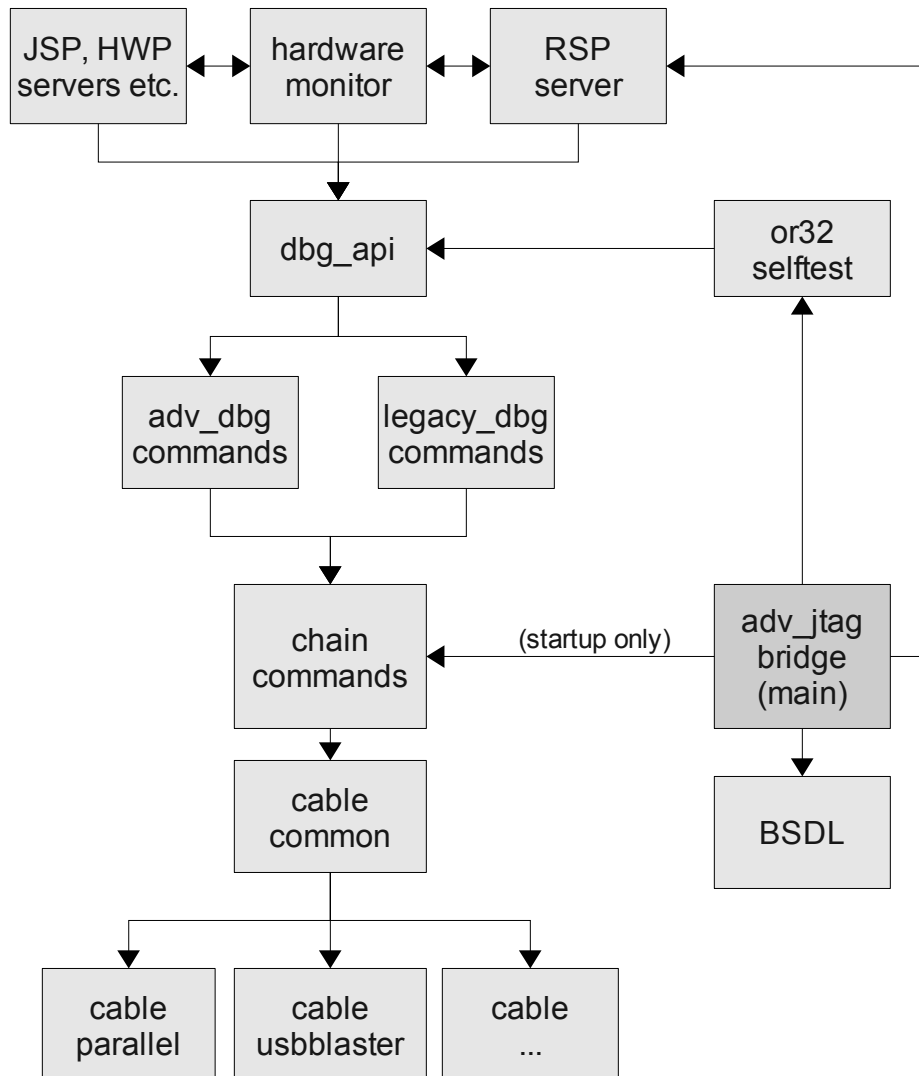 JSP, HWP
servers etc.
hardware
monitor
RSP
server
dbg_api
or32
selftest
adv_dbg
commands
legacy_dbg
commands
chain
commands
(startup only)
adv_jtag
bridge
(main)
cable
common
BSDL
cable
parallel
cable
usbblaster
cable
...